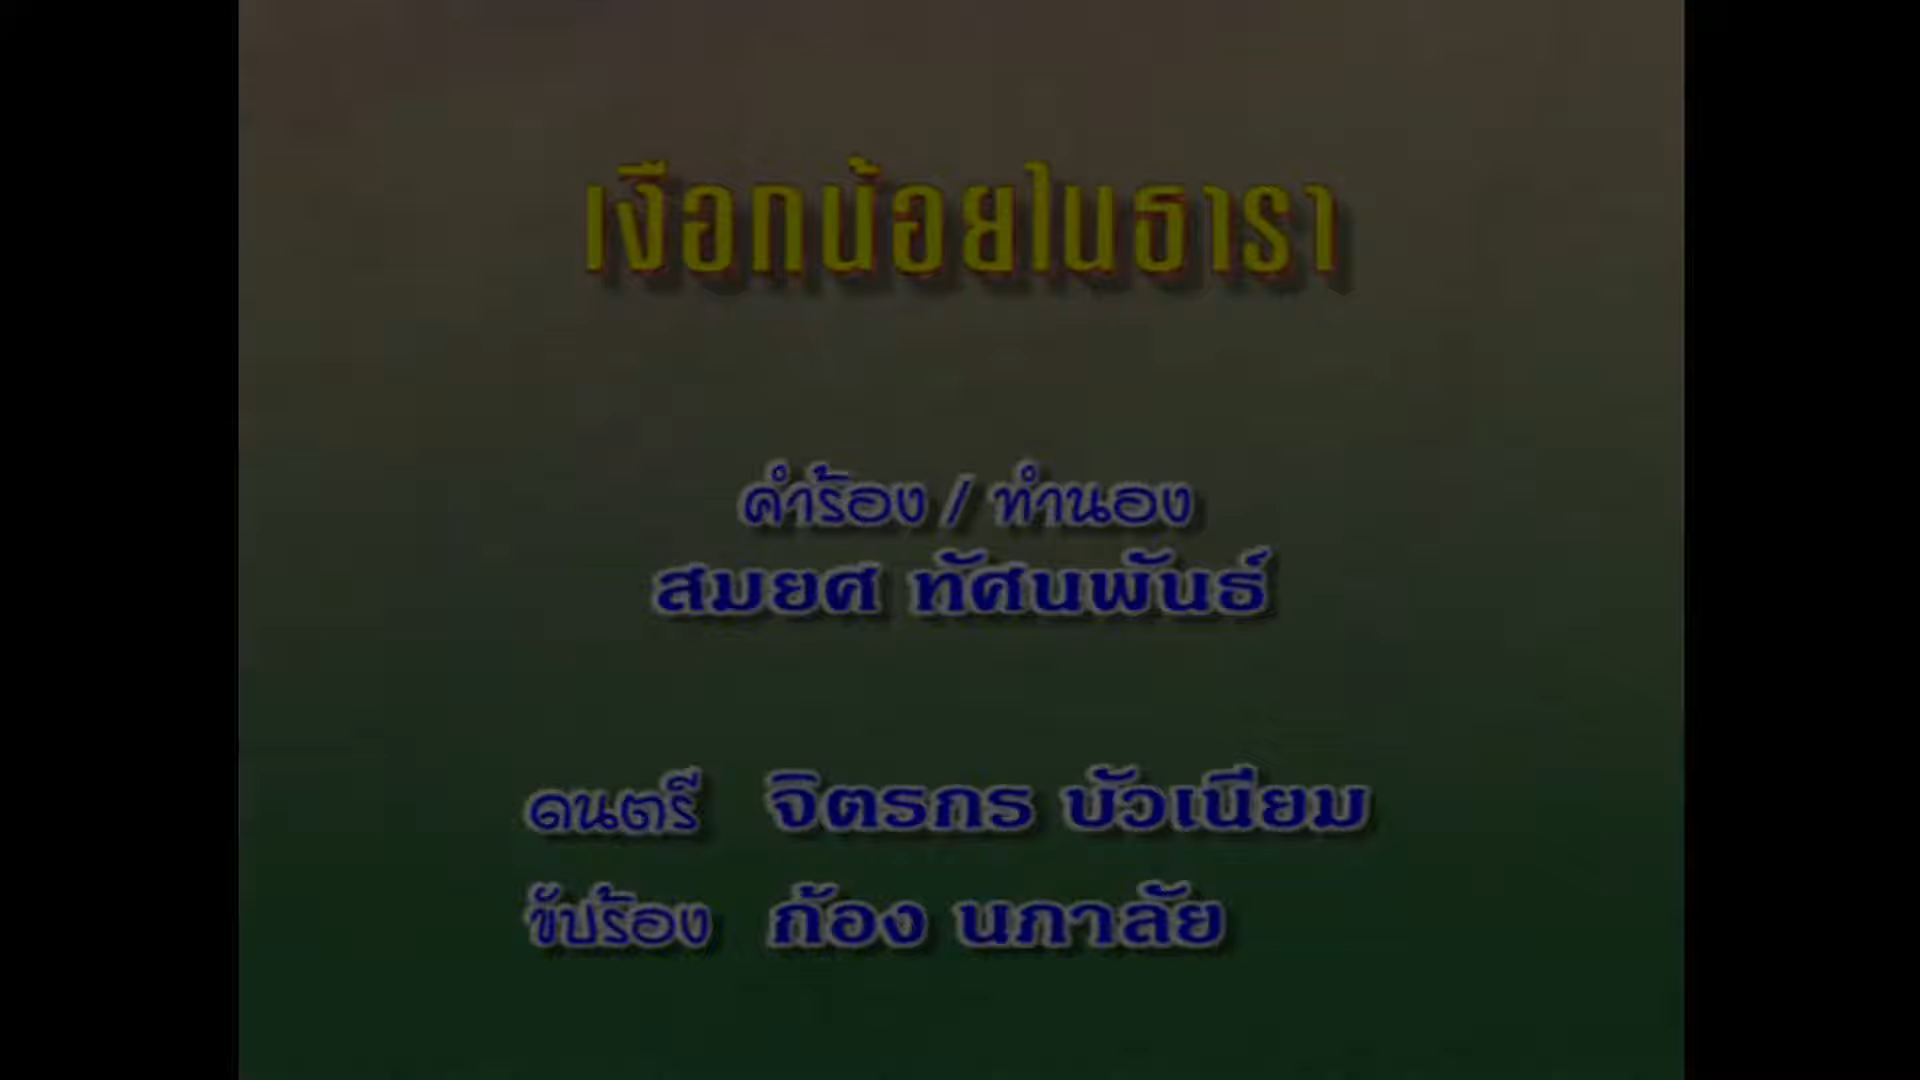 เงือกน้อยในธารา
คำร้อง / ทำนอง
สมยศ ทัศนพันธ์
ดนตรี จิตรกร บัวเนียม
ขับร้อง ก้อง นภาลัย